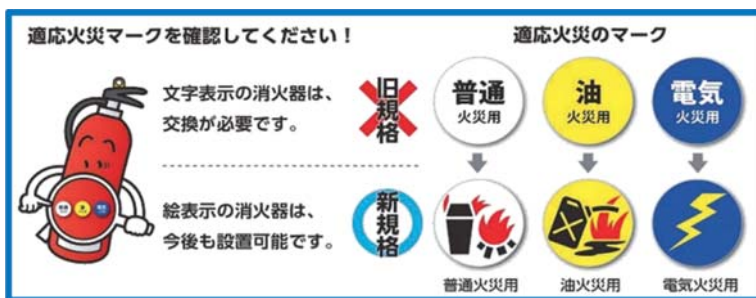 適応火災マークを確認してください！
文字表示の消火器は、
交換が必要です。
旧規格
絵表示の消火器は、
今後も設置可能です。
新規格
適応火災のマーク
普通
火災用
油
火災用
電気
火災用
普通火災用
油火災用
電気火災用